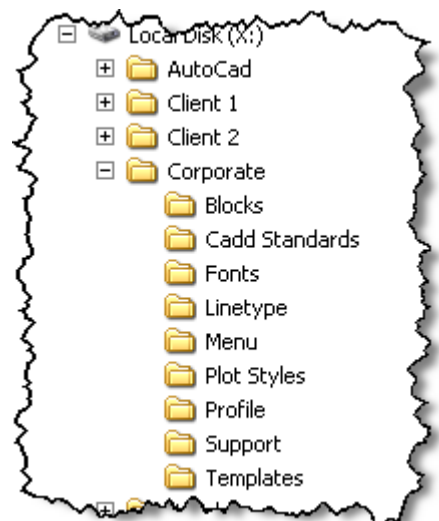 Local Disk (X:)
AutoCad
Client 1
Client 2
Corporate
Blocks
Cadd Standards
Fonts
Linetype
Menu
Plot Styles
Profile
Support
Templates